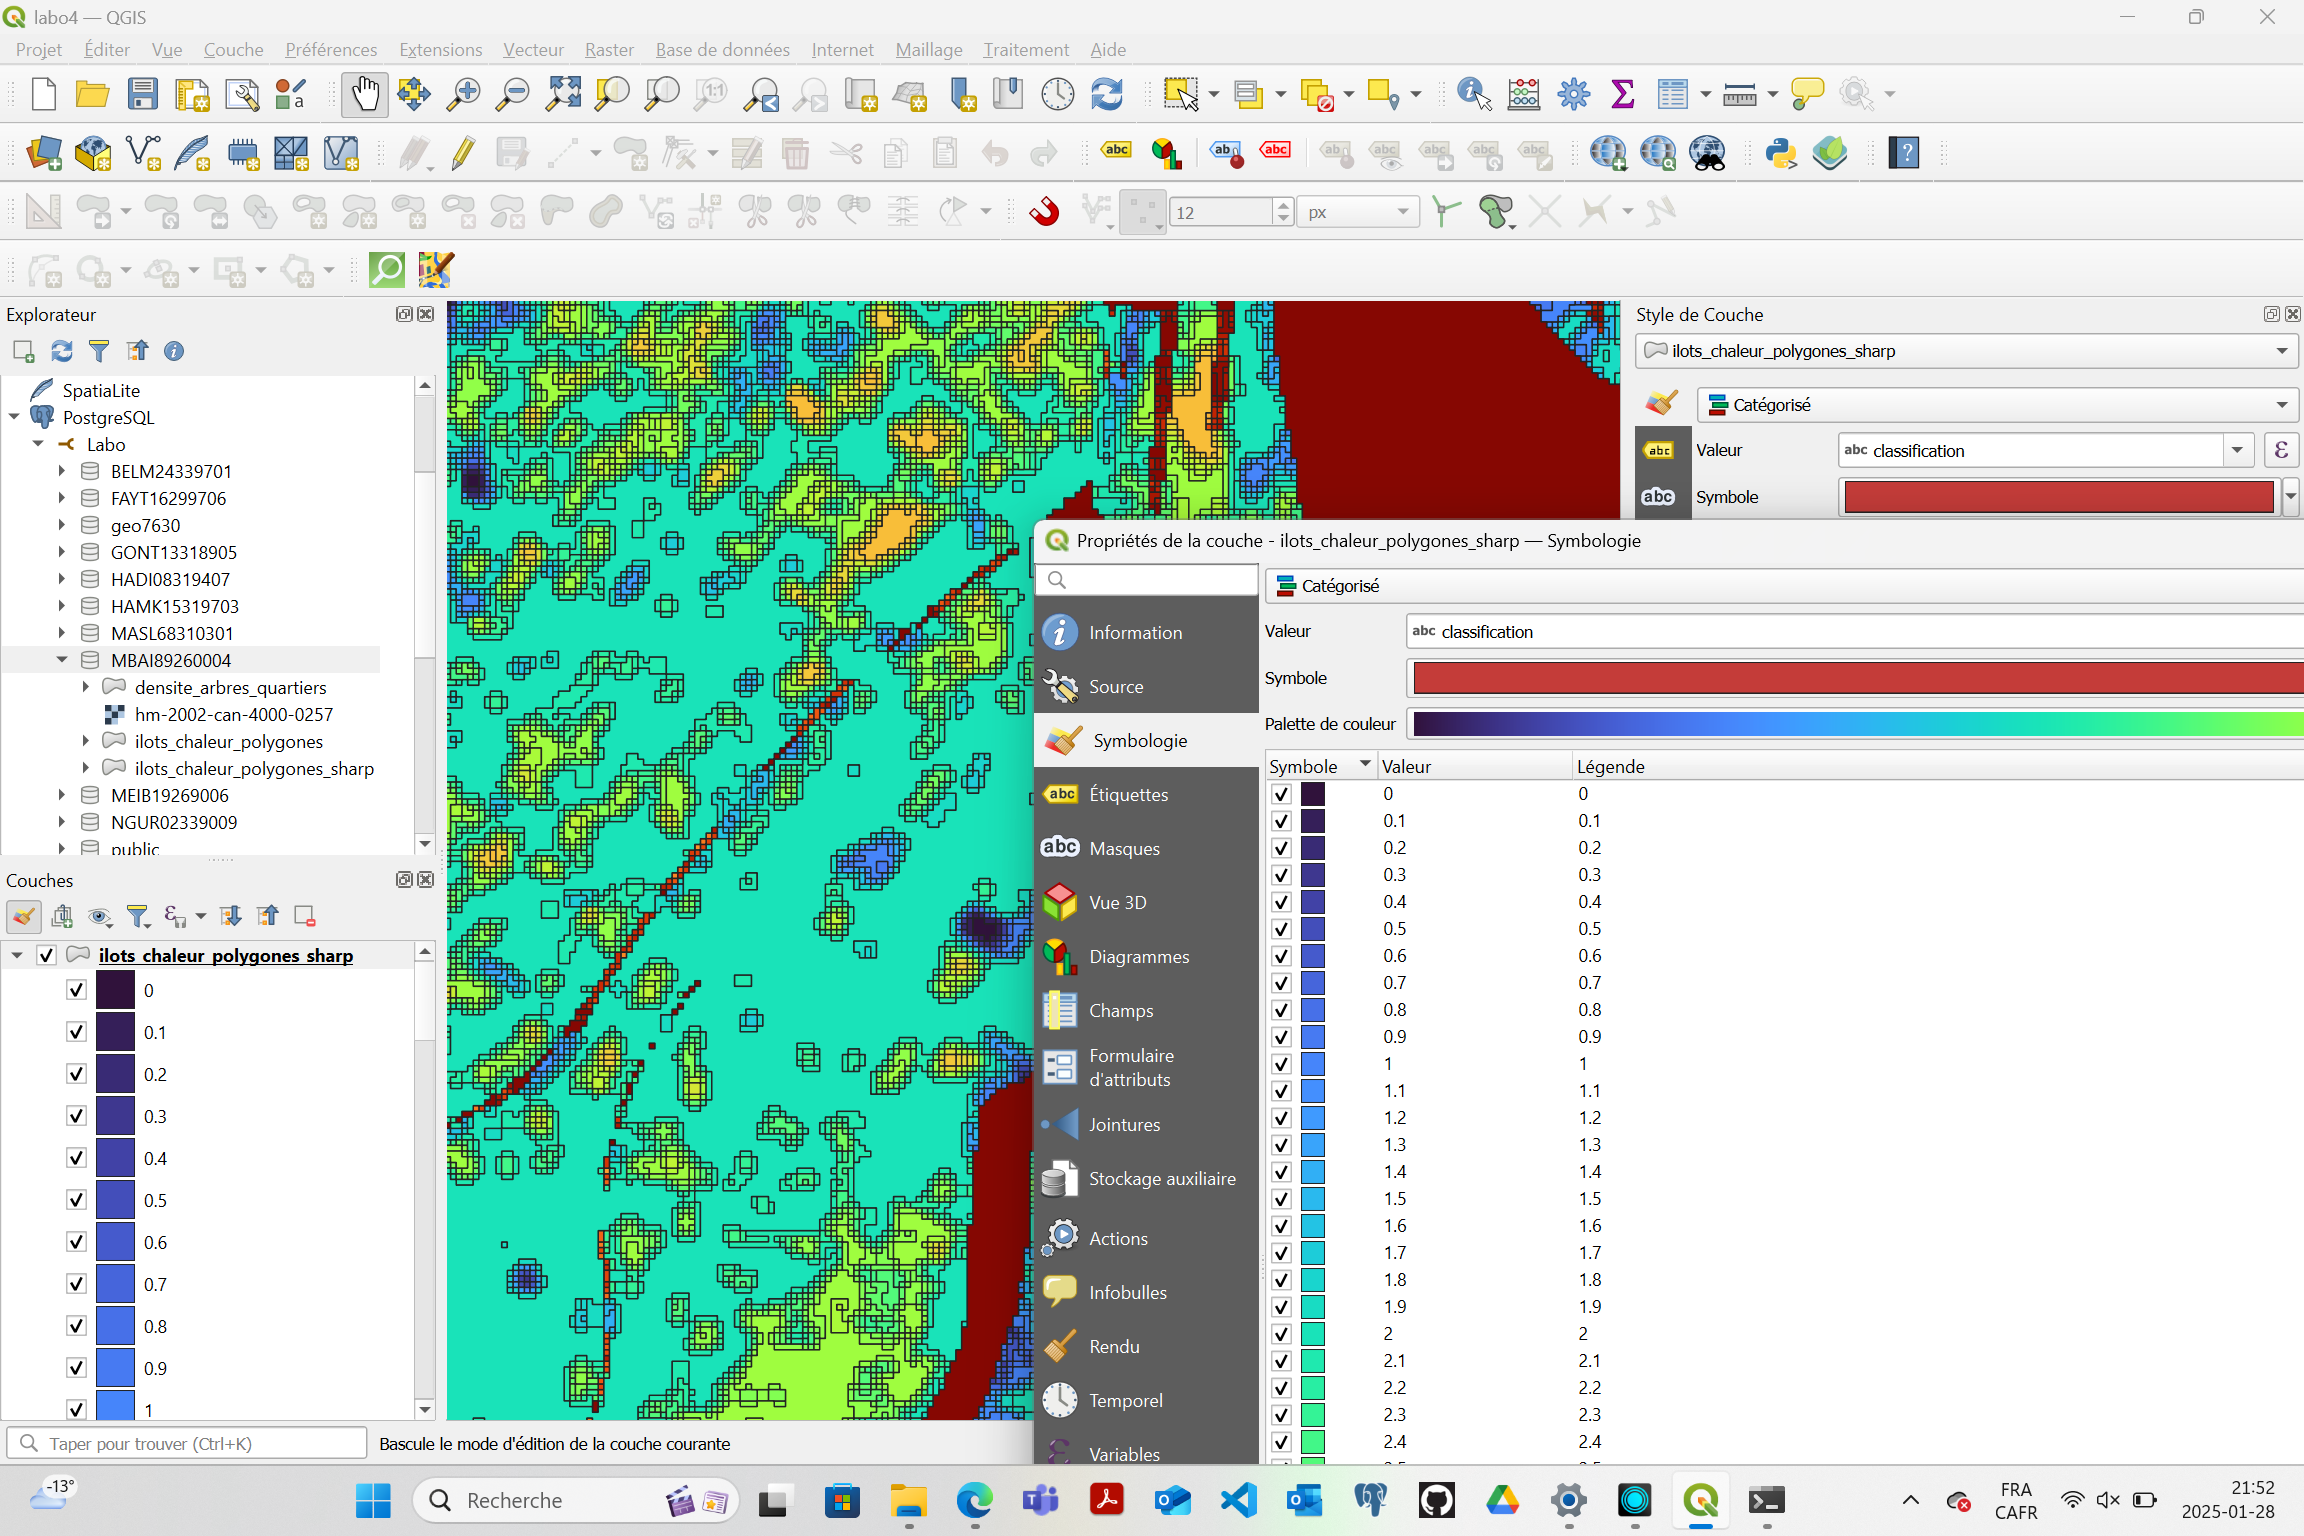 labo4 — QGIS
Projet Éditer Vue Couche Préférences Extensions Vecteur Raster Base de données Internet Maillage Traitement Aide
12 px
Explorateur
SpatiaLite
PostgreSQL
Labo
BELM24339701
FAYT16299706
geo7630
GONT13318905
HADI08319407
HAMK15319703
MASL68310301
MBAI89260004
densite_arbres_quartiers
hm-2002-can-4000-0257
ilots_chaleur_polygones
ilots_chaleur_polygones_sharp
MEIB19269006
NGUR02339009
public
Couches
ilots_chaleur_polygones_sharp
0
0.1
0.2
0.3
0.4
0.5
0.6
0.7
0.8
0.9
1
Style de Couche
ilots_chaleur_polygones_sharp
Catégorisé
abc Valeur abc classification ε
abc Symbole
Propriétés de la couche - ilots_chaleur_polygones_sharp — Symbologie
Information
Source
Symbologie
abc Étiquettes
abc Masques
Vue 3D
Diagrammes
Champs
Formulaire
d'attributs
Jointures
Stockage auxiliaire
Actions
Infobulles
Rendu
Temporel
Variables
Catégorisé
Valeur abc classification
Symbole
Palette de couleur
Symbole Valeur Légende
0 0
0.1 0.1
0.2 0.2
0.3 0.3
0.4 0.4
0.5 0.5
0.6 0.6
0.7 0.7
0.8 0.8
0.9 0.9
1 1
1.1 1.1
1.2 1.2
1.3 1.3
1.4 1.4
1.5 1.5
1.6 1.6
1.7 1.7
1.8 1.8
1.9 1.9
2 2
2.1 2.1
2.2 2.2
2.3 2.3
2.4 2.4
Taper pour trouver (Ctrl+K) Bascule le mode d'édition de la couche courante
-13°
Recherche
FRA
CAFR
21:52
2025-01-28